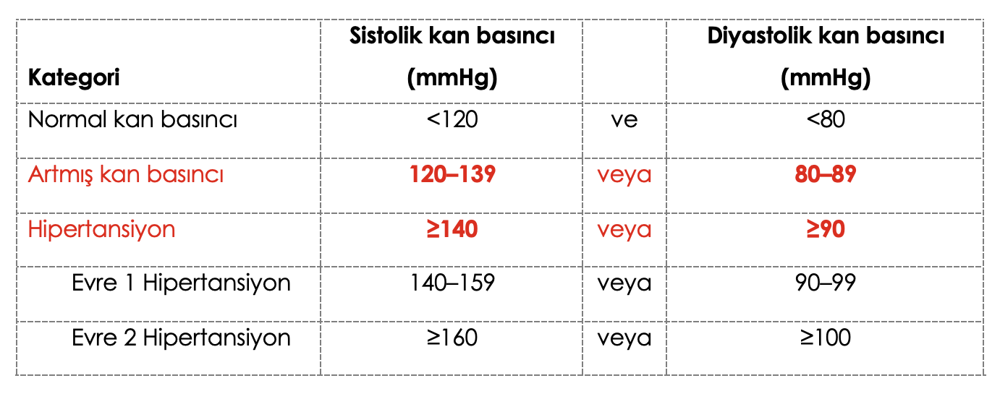 Sistolik kan basıncı Diyastolik kan basıncı
Kategori (mmHg) (mmHg)
Normal kan basıncı <120 ve <80
Artmış kan basıncı 120–139 veya 80–89
Hipertansiyon ≥140 veya ≥90
Evre 1 Hipertansiyon 140–159 veya 90–99
Evre 2 Hipertansiyon ≥160 veya ≥100